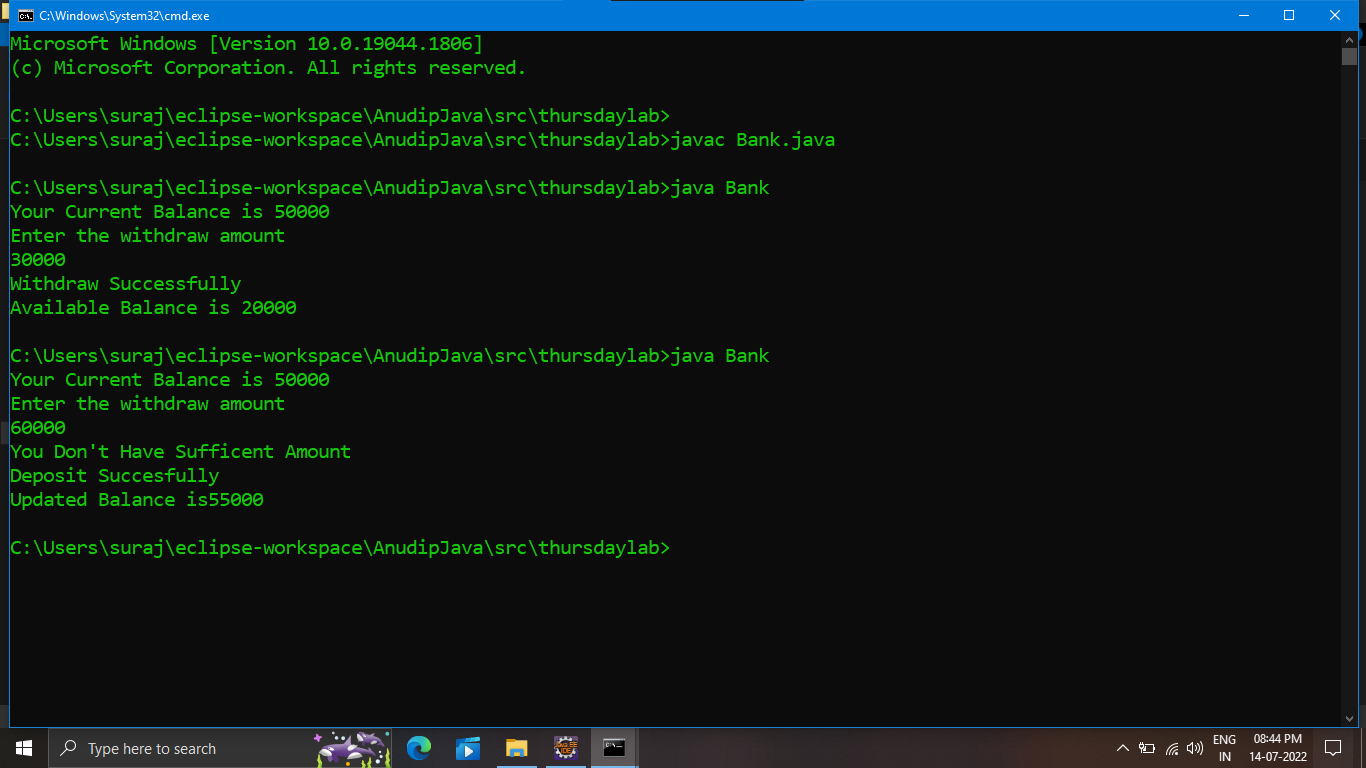 C:\Windows\System32\cmd.exe
Microsoft Windows [Version 10.0.19044.1806]
(c) Microsoft Corporation. All rights reserved.
C:\Users\suraj\eclipse-workspace\AnudipJava\src\thursdaylab>
C:\Users\suraj\eclipse-workspace\AnudipJava\src\thursdaylab>javac Bank.java
C:\Users\suraj\eclipse-workspace\AnudipJava\src\thursdaylab>java Bank
Your Current Balance is 50000
Enter the withdraw amount
30000
Withdraw Successfully
Available Balance is 20000
C:\Users\suraj\eclipse-workspace\AnudipJava\src\thursdaylab>java Bank
Your Current Balance is 50000
Enter the withdraw amount
60000
You Don't Have Sufficent Amount
Deposit Succesfully
Updated Balance is55000
C:\Users\suraj\eclipse-workspace\AnudipJava\src\thursdaylab>
Type here to search
ENG
IN
08:44 PM
14-07-2022